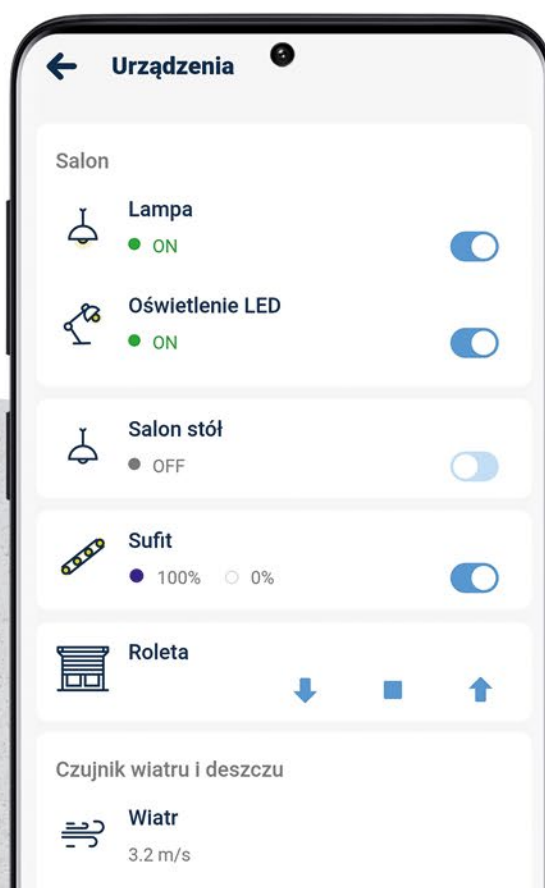 Urządzenia
Salon
Lampa
ON
Oświetlenie LED
ON
Salon stół
OFF
Sufit
100% 0%
Roleta
Czujnik wiatru i deszczu
Wiatr
3.2 m/s